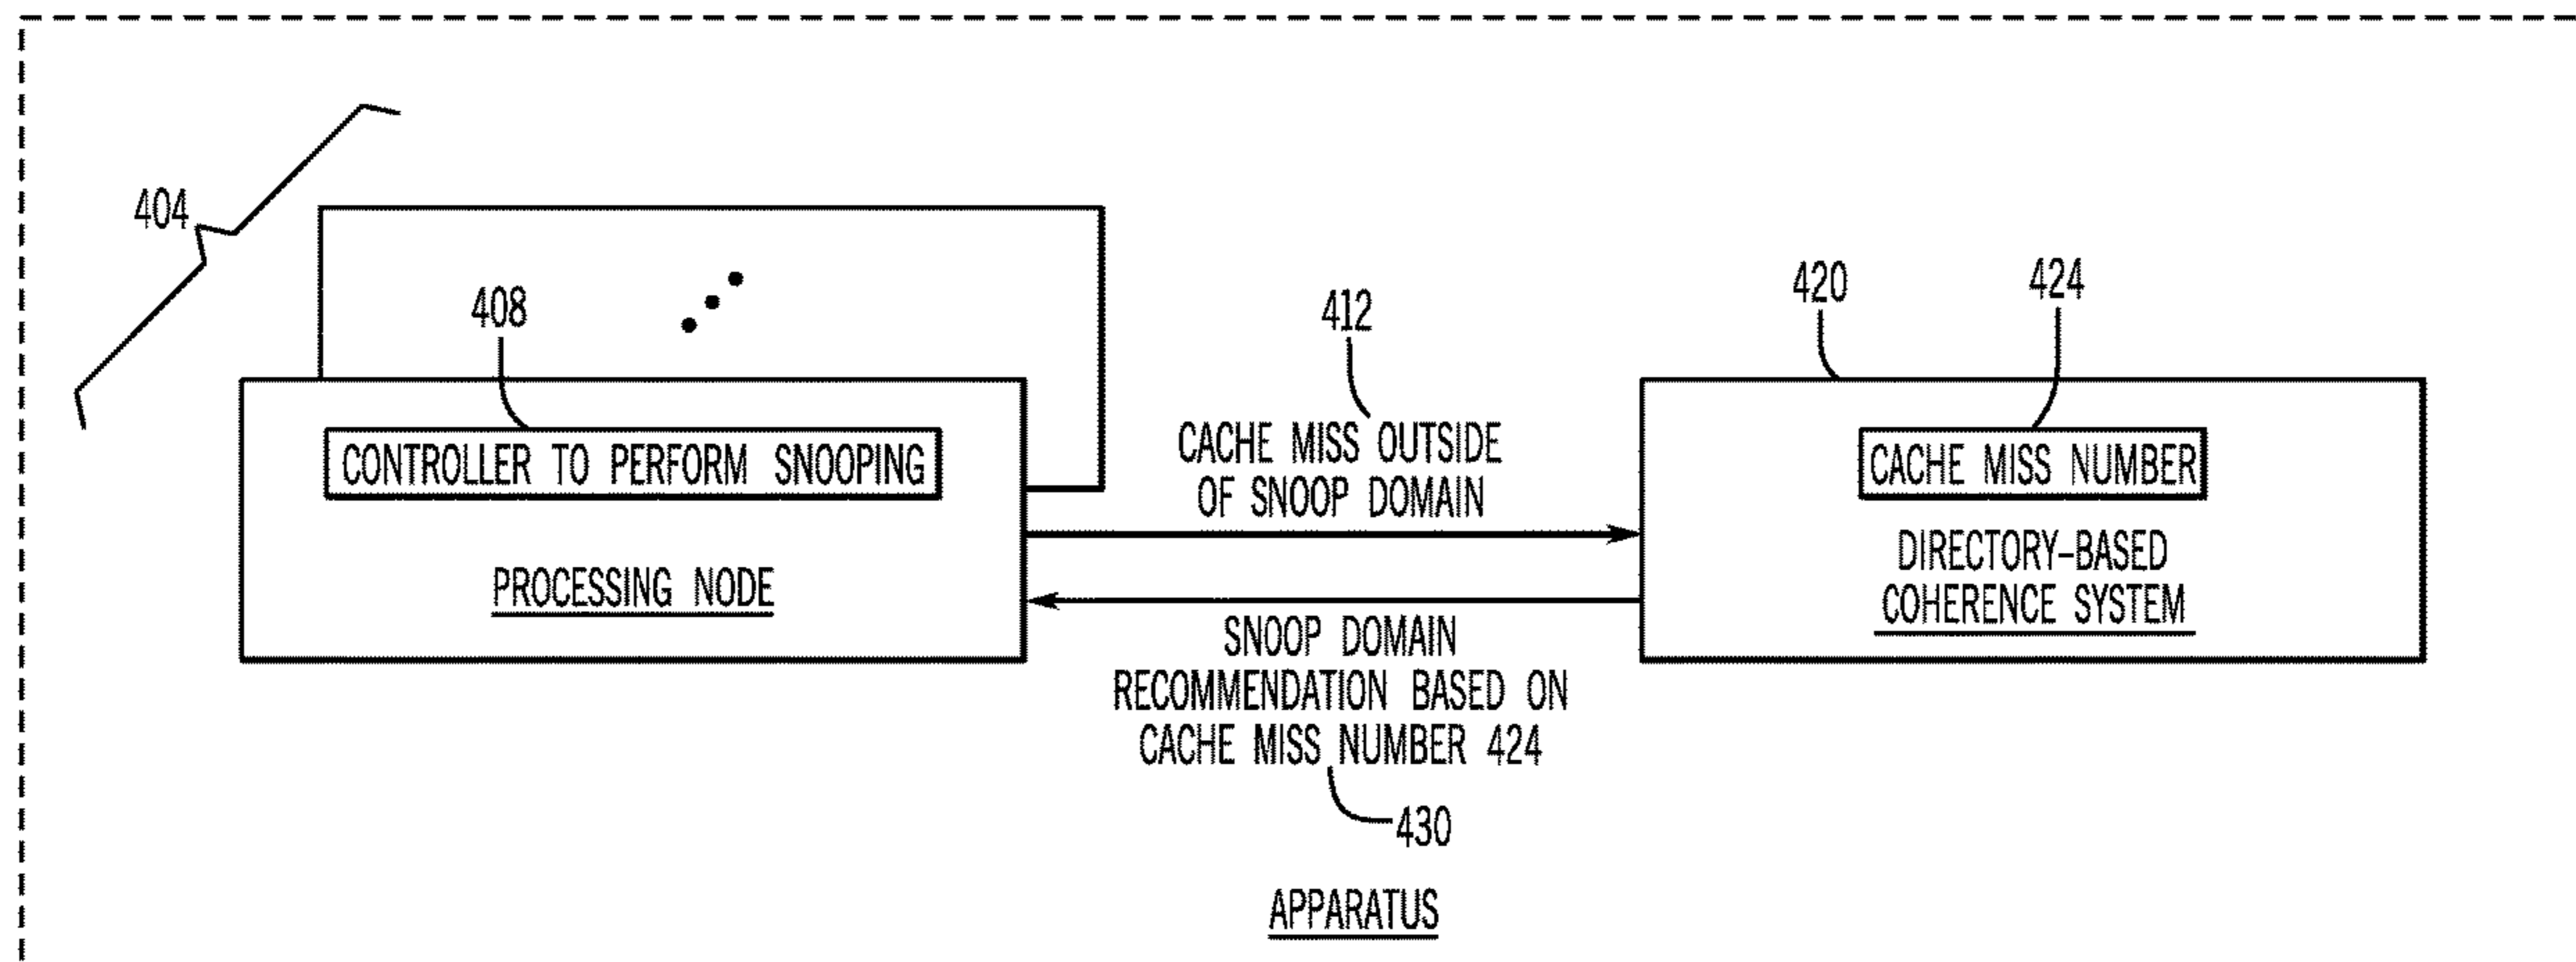 404
408
CONTROLLER TO PERFORM SNOOPING
PROCESSING NODE
412
CACHE MISS OUTSIDE
OF SNOOP DOMAIN
SNOOP DOMAIN
RECOMMENDATION BASED ON
CACHE MISS NUMBER 424
430
420
424
CACHE MISS NUMBER
DIRECTORY-BASED
COHERENCE SYSTEM
APPARATUS